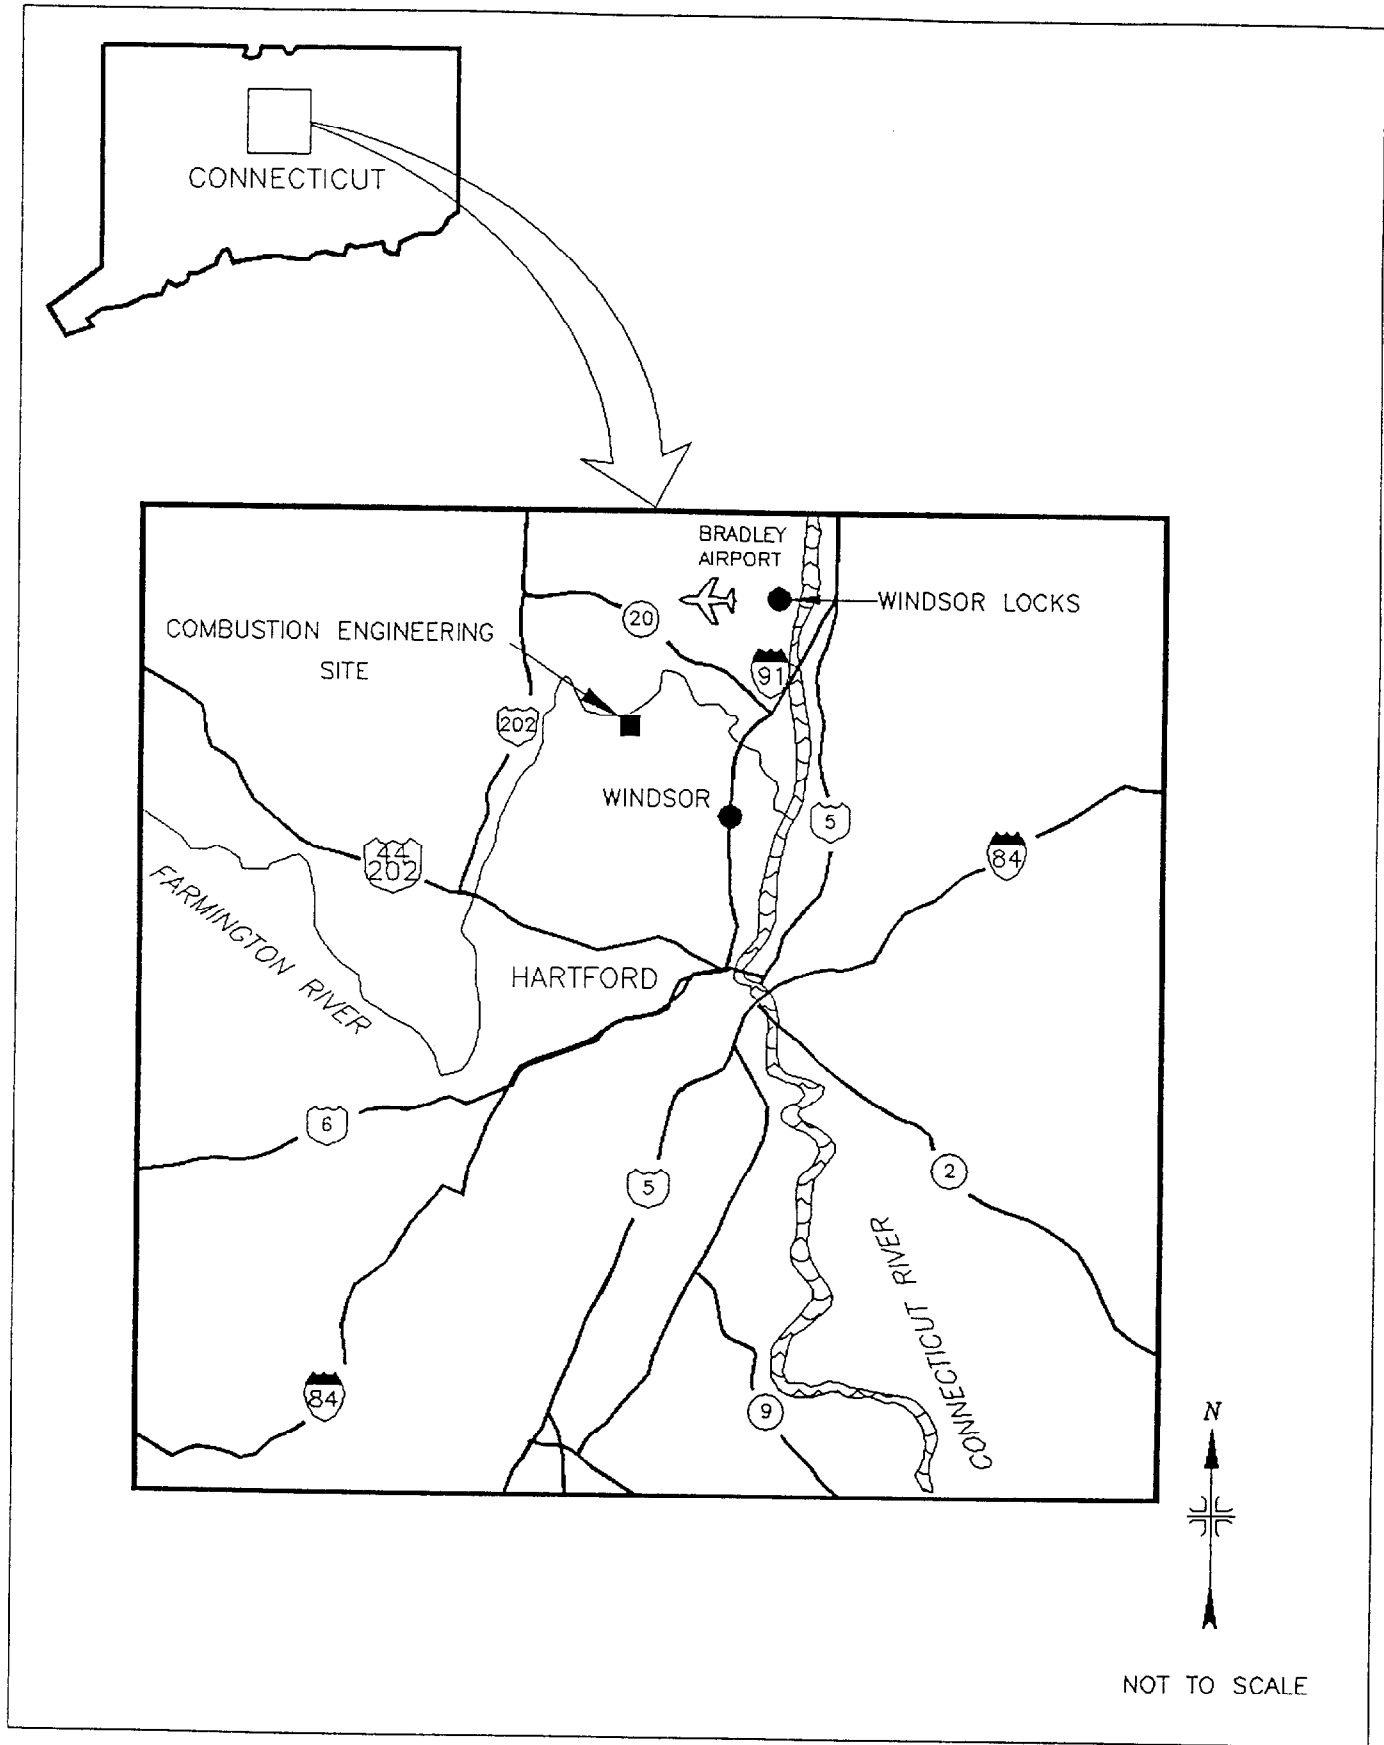 CONNECTICUT
BRADLEY
AIRPORT
WINDSOR LOCKS
20
COMBUSTION ENGINEERING
SITE
91
202
WINDSOR
5
84
44
202
FARMINGTON RIVER
HARTFORD
6
2
5
CONNECTICUT RIVER
84
9
N
NOT TO SCALE